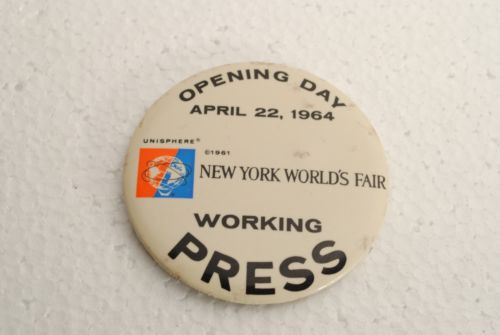 OPENING DAY
APRIL 22, 1964
UNISPHERE®
©1961
NEW YORK WORLD'S FAIR
WORKING
PRESS